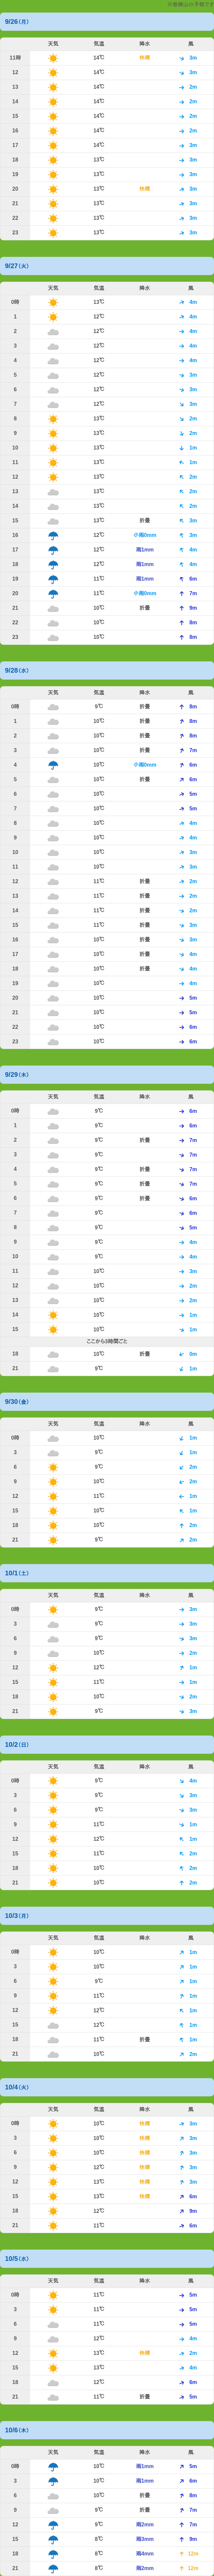 ※岩樋山の予報です
9/26(月)
天気 気温 降水 風
11時 14℃ 快晴 3m
12 14℃ 3m
13 14℃ 2m
14 14℃ 2m
15 14℃ 2m
16 14℃ 2m
17 14℃ 3m
18 13℃ 3m
19 13℃ 3m
20 13℃ 快晴 3m
21 13℃ 3m
22 13℃ 3m
23 13℃ 3m
9/27(火)
天気 気温 降水 風
0時 13℃ 4m
1 12℃ 4m
2 12℃ 4m
3 12℃ 4m
4 12℃ 4m
5 12℃ 3m
6 12℃ 3m
7 12℃ 3m
8 13℃ 2m
9 13℃ 2m
10 13℃ 1m
11 13℃ 1m
12 13℃ 2m
13 13℃ 2m
14 13℃ 2m
15 13℃ 折畳 3m
16 12℃ 小雨0mm 3m
17 12℃ 雨1mm 4m
18 12℃ 雨1mm 4m
19 11℃ 雨1mm 6m
20 11℃ 小雨0mm 7m
21 10℃ 折畳 9m
22 10℃ 8m
23 10℃ 8m
9/28(水)
天気 気温 降水 風
0時 9℃ 折畳 8m
1 10℃ 折畳 8m
2 10℃ 折畳 8m
3 10℃ 折畳 7m
4 10℃ 小雨0mm 6m
5 10℃ 折畳 6m
6 10℃ 5m
7 10℃ 5m
8 10℃ 4m
9 10℃ 4m
10 10℃ 3m
11 10℃ 3m
12 11℃ 折畳 2m
13 11℃ 折畳 2m
14 11℃ 折畳 2m
15 11℃ 折畳 3m
16 10℃ 折畳 3m
17 10℃ 折畳 4m
18 10℃ 折畳 4m
19 10℃ 4m
20 10℃ 5m
21 10℃ 5m
22 10℃ 6m
23 10℃ 6m
9/29(木)
天気 気温 降水 風
0時 9℃ 6m
1 9℃ 6m
2 9℃ 折畳 7m
3 9℃ 7m
4 9℃ 折畳 7m
5 9℃ 折畳 7m
6 9℃ 折畳 6m
7 9℃ 6m
8 9℃ 5m
9 9℃ 4m
10 9℃ 4m
11 10℃ 3m
12 10℃ 2m
13 10℃ 2m
14 10℃ 1m
15 10℃ 1m
ここから3時間ごと
18 10℃ 折畳 0m
21 9℃ 1m
9/30(金)
天気 気温 降水 風
0時 10℃ 1m
3 9℃ 1m
6 9℃ 2m
9 10℃ 2m
12 11℃ 1m
15 10℃ 1m
18 10℃ 2m
21 9℃ 2m
10/1(土)
天気 気温 降水 風
0時 9℃ 3m
3 9℃ 3m
6 9℃ 3m
9 10℃ 2m
12 12℃ 1m
15 11℃ 1m
18 10℃ 2m
21 9℃ 3m
10/2(日)
天気 気温 降水 風
0時 9℃ 4m
3 9℃ 3m
6 9℃ 3m
9 11℃ 1m
12 12℃ 1m
15 11℃ 2m
18 10℃ 2m
21 10℃ 2m
10/3(月)
天気 気温 降水 風
0時 10℃ 1m
3 10℃ 1m
6 9℃ 1m
9 11℃ 1m
12 12℃ 1m
15 12℃ 1m
18 11℃ 折畳 1m
21 10℃ 2m
10/4(火)
天気 気温 降水 風
0時 10℃ 快晴 3m
3 10℃ 快晴 3m
6 10℃ 快晴 3m
9 12℃ 快晴 3m
12 13℃ 快晴 3m
15 13℃ 快晴 6m
18 10℃ 9m
21 11℃ 6m
10/5(水)
天気 気温 降水 風
0時 11℃ 5m
3 11℃ 5m
6 11℃ 5m
9 12℃ 4m
12 13℃ 快晴 2m
15 13℃ 4m
18 12℃ 6m
21 11℃ 折畳 5m
10/6(木)
天気 気温 降水 風
0時 10℃ 雨1mm 5m
3 10℃ 雨1mm 6m
6 10℃ 折畳 8m
9 10℃ 折畳 7m
12 9℃ 雨2mm 7m
15 8℃ 雨3mm 9m
18 8℃ 雨4mm 12m
21 8℃ 雨2mm 12m